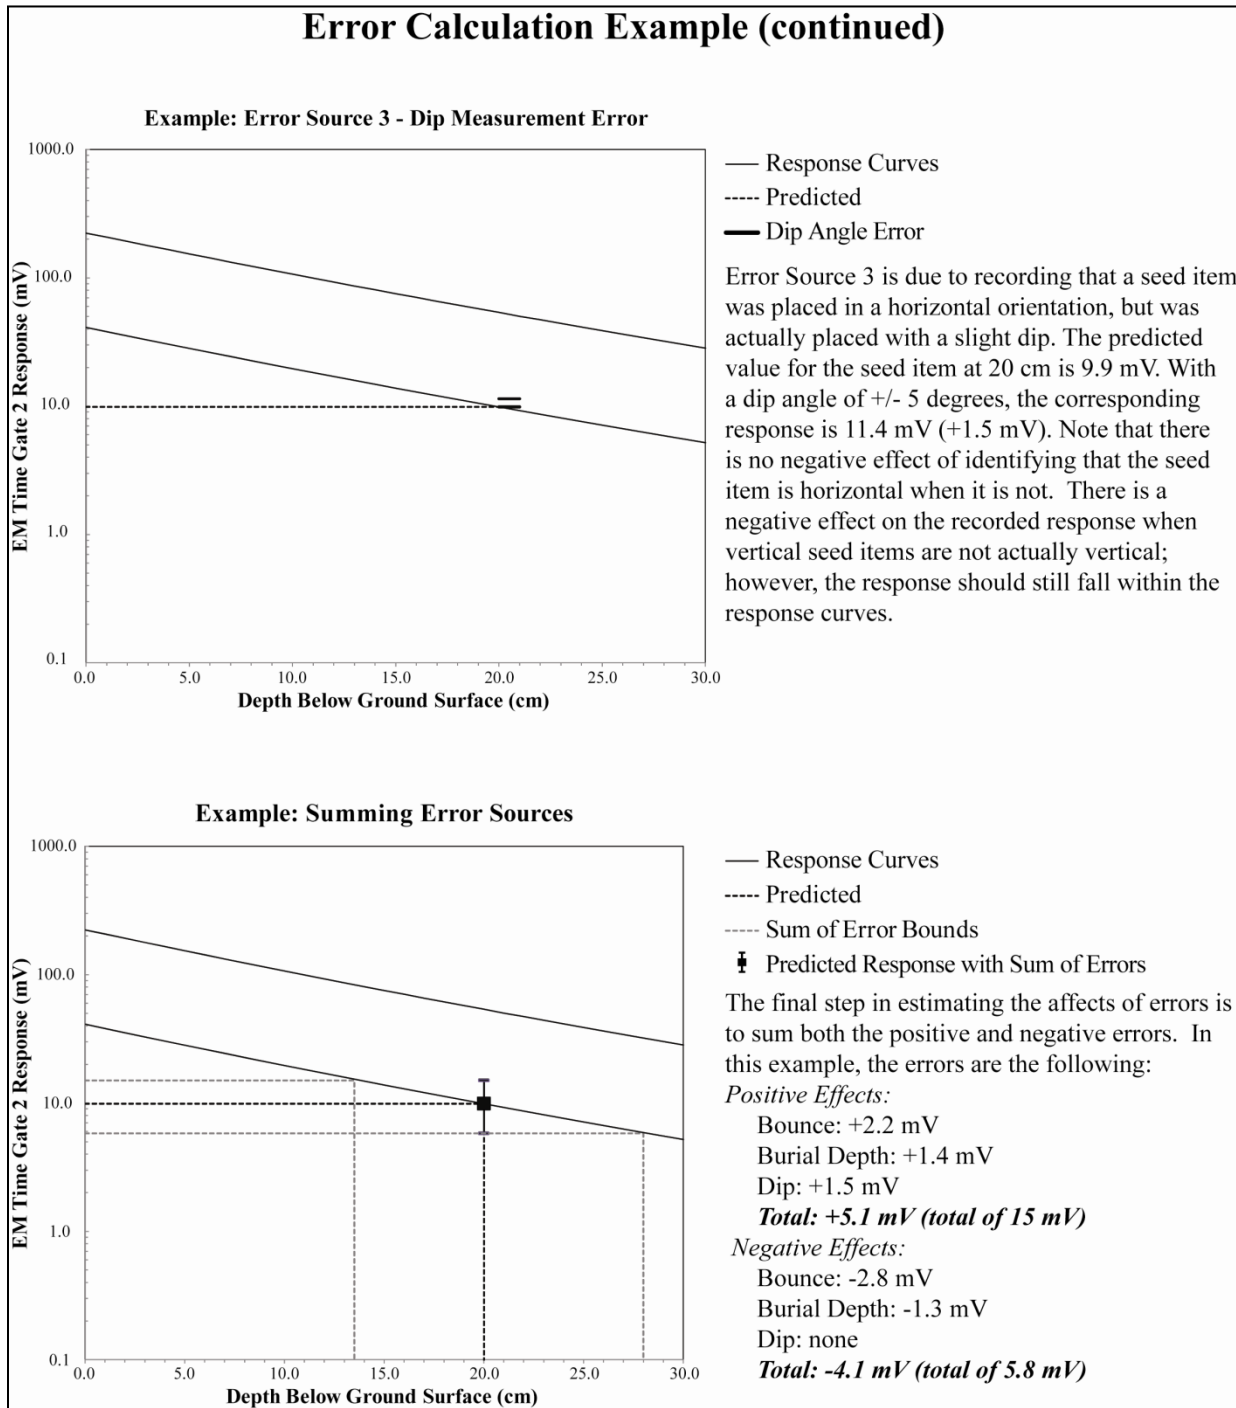 Error Calculation Example (continued)
Example: Error Source 3 - Dip Measurement Error
EM Time Gate 2 Response (mV)
1000.0
100.0
10.0
1.0
0.1
0.0 5.0 10.0 15.0 20.0 25.0 30.0
Depth Below Ground Surface (cm)
Response Curves
Predicted
Dip Angle Error
Error Source 3 is due to recording that a seed item
was placed in a horizontal orientation, but was
actually placed with a slight dip. The predicted
value for the seed item at 20 cm is 9.9 mV. With
a dip angle of +/- 5 degrees, the corresponding
response is 11.4 mV (+1.5 mV). Note that there
is no negative effect of identifying that the seed
item is horizontal when it is not. There is a
negative effect on the recorded response when
vertical seed items are not actually vertical;
however, the response should still fall within the
response curves.
Example: Summing Error Sources
EM Time Gate 2 Response (mV)
1000.0
100.0
10.0
1.0
0.1
0.0 5.0 10.0 15.0 20.0 25.0 30.0
Depth Below Ground Surface (cm)
Response Curves
Predicted
Sum of Error Bounds
Predicted Response with Sum of Errors
The final step in estimating the affects of errors is
to sum both the positive and negative errors. In
this example, the errors are the following:
Positive Effects:
Bounce: +2.2 mV
Burial Depth: +1.4 mV
Dip: +1.5 mV
Total: +5.1 mV (total of 15 mV)
Negative Effects:
Bounce: -2.8 mV
Burial Depth: -1.3 mV
Dip: none
Total: -4.1 mV (total of 5.8 mV)